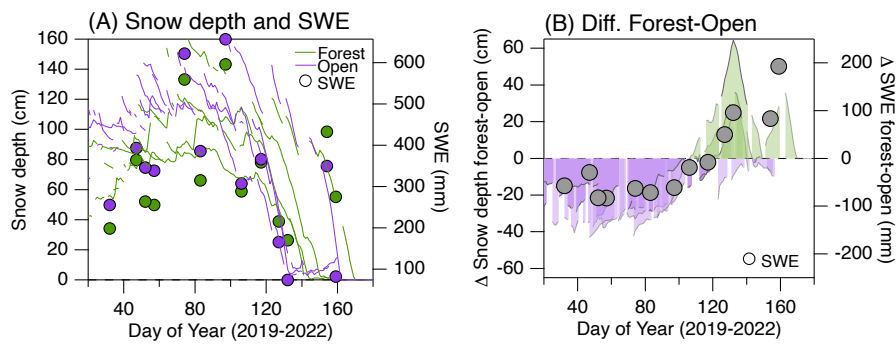 (A) Snow depth and SWE
160
140
120
100
80
60
40
20
0
Snow depth (cm)
Forest
Open
SWE
600
500
400
300
200
100
SWE (mm)
40
80
120
160
Day of Year (2019-2022)
(B) Diff. Forest-Open
60
40
20
0
-20
-40
-60
Δ Snow depth forest-open (cm)
SWE
200
100
0
-100
-200
Δ SWE forest-open (mm)
40
80
120
160
Day of Year (2019-2022)